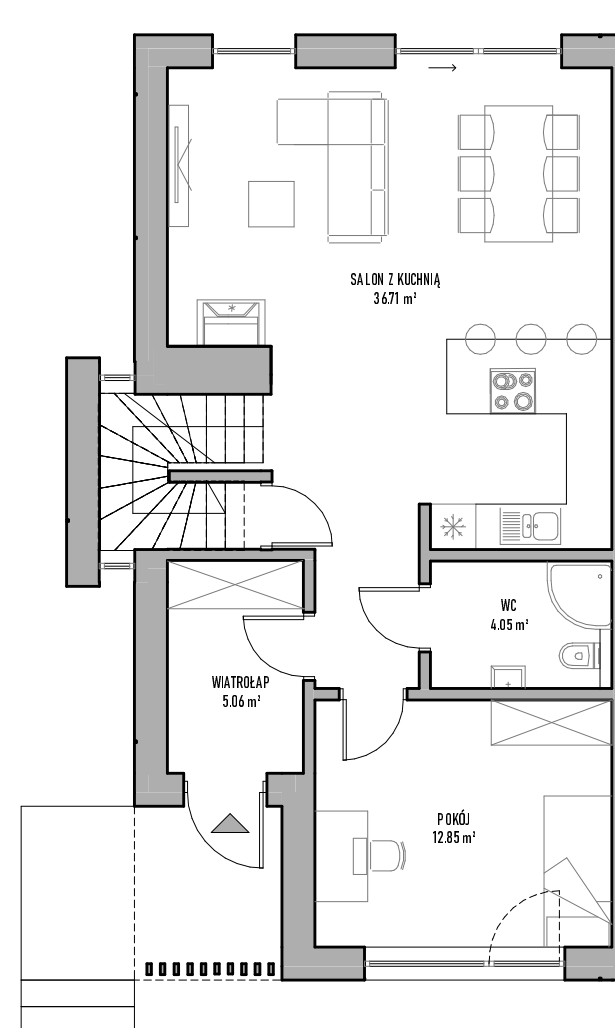 SALON Z KUCHNIĄ
36.71 m²
WC
4.05 m²
WIATROŁAP
5.06 m²
POKÓJ
12.85 m²